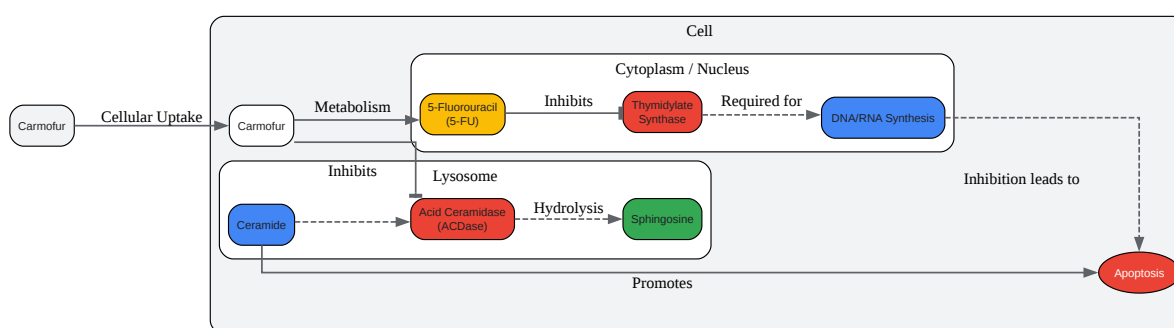 Cell
Cytoplasm / Nucleus
Carmofur
Cellular Uptake
Carmofur
Metabolism
5-Fluorouracil
(5-FU)
Inhibits
Thymidylate
Synthase
Required for
DNA/RNA Synthesis
Inhibits
Lysosome
Inhibition leads to
Ceramide
Acid Ceramidase
(ACDase)
Hydrolysis
Sphingosine
Promotes
Apoptosis